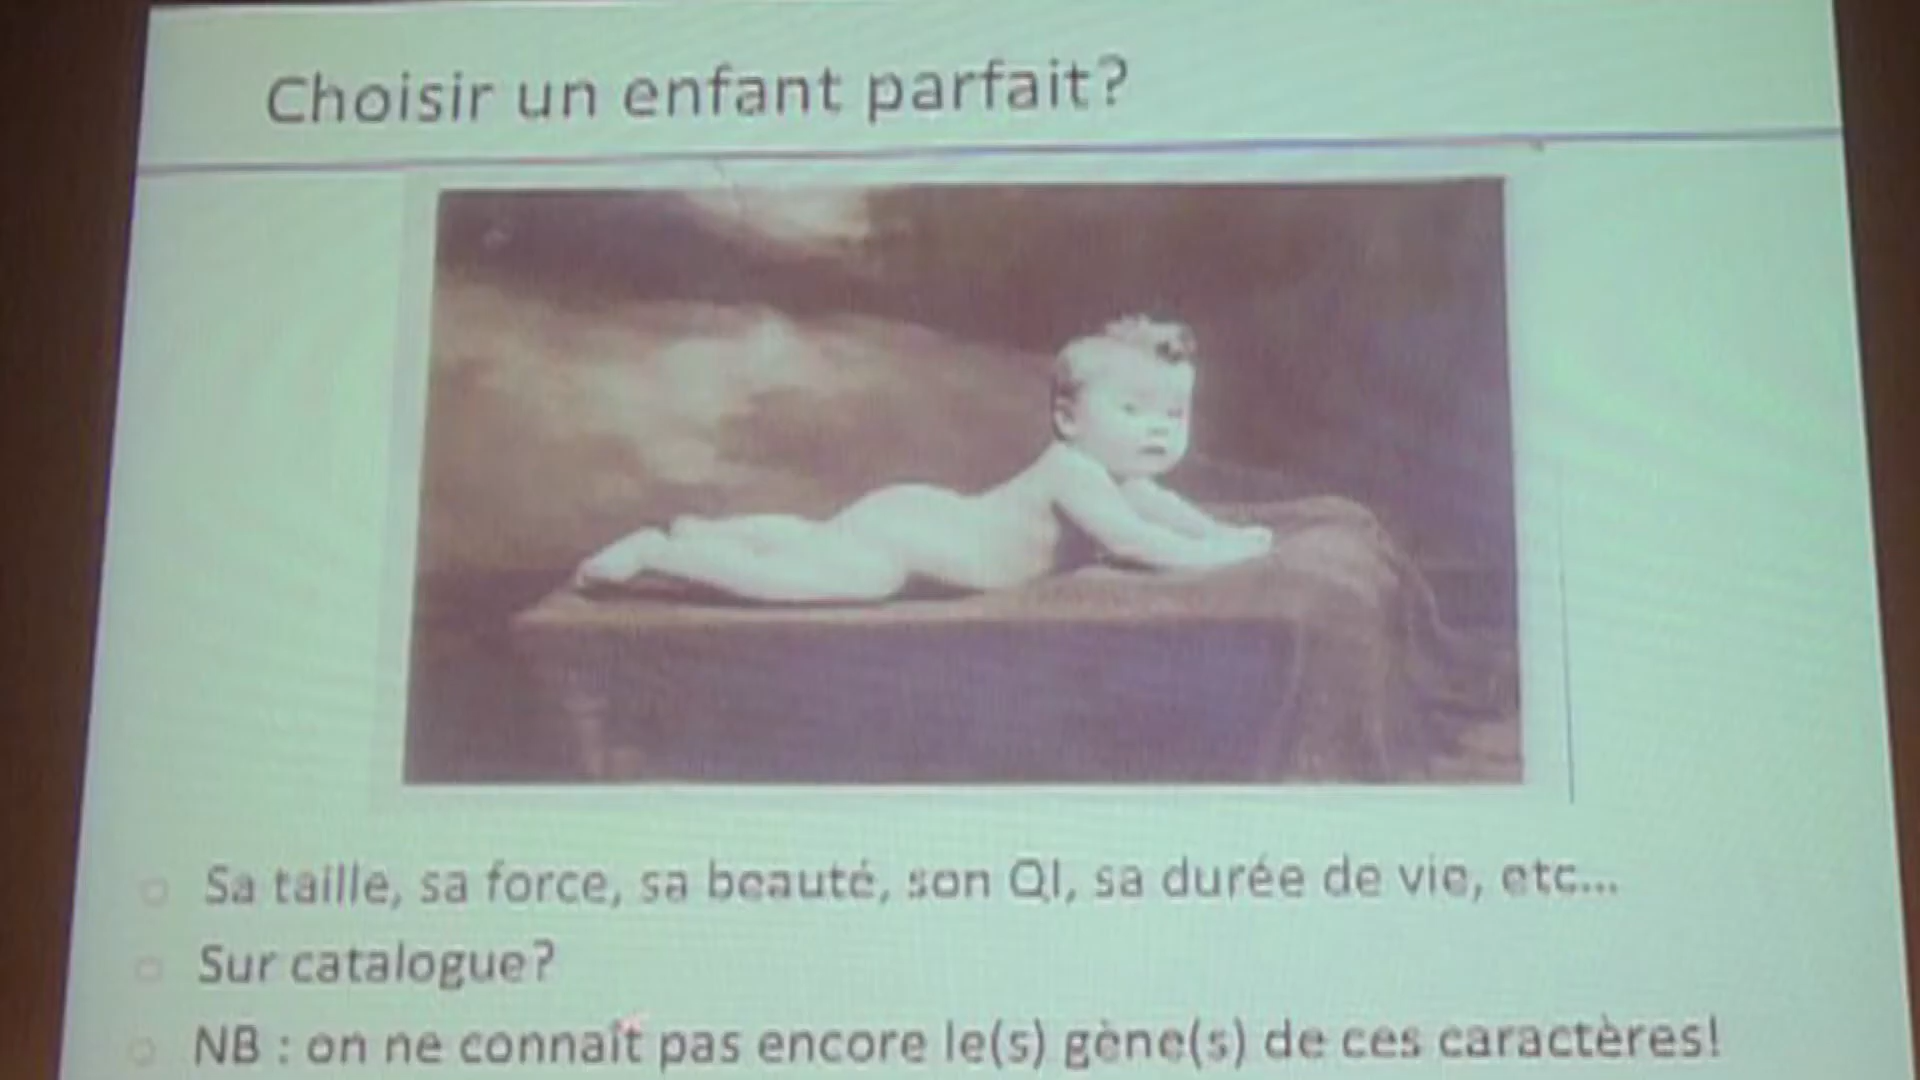 Choisir un enfant parfait?
Sa taille, sa force, sa beauté, son QI, sa durée de vie, etc...
Sur catalogue?
NB : on ne connaît pas encore le(s) gène(s) de ces caractères!